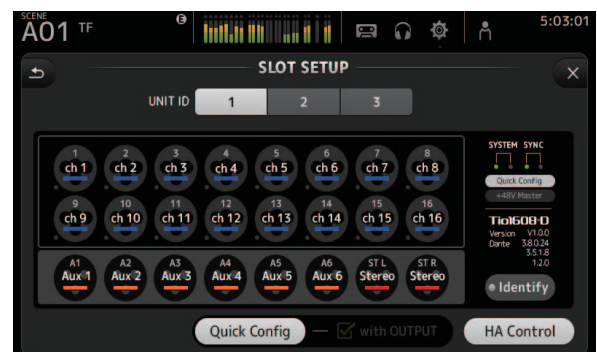 SCENE
A01 TF
E
5:03:01
SLOT SETUP
UNIT ID 1 2 3
1 2 3 4 5 6 7 8
ch 1 ch 2 ch 3 ch 4 ch 5 ch 6 ch 7 ch 8
9 10 11 12 13 14 15 16
ch 9 ch 10 ch 11 ch 12 ch 13 ch 14 ch 15 ch 16
A1 A2 A3 A4 A5 A6 ST L ST R
Aux 1 Aux 2 Aux 3 Aux 4 Aux 5 Aux 6 Stereo Stereo
SYSTEM SYNC
Quick Config
+48V Master
Tio1608-D
Version V1.0.0
Dante 3.8.0.24
3.5.1.8
1.2.0
Identify
Quick Config with OUTPUT HA Control